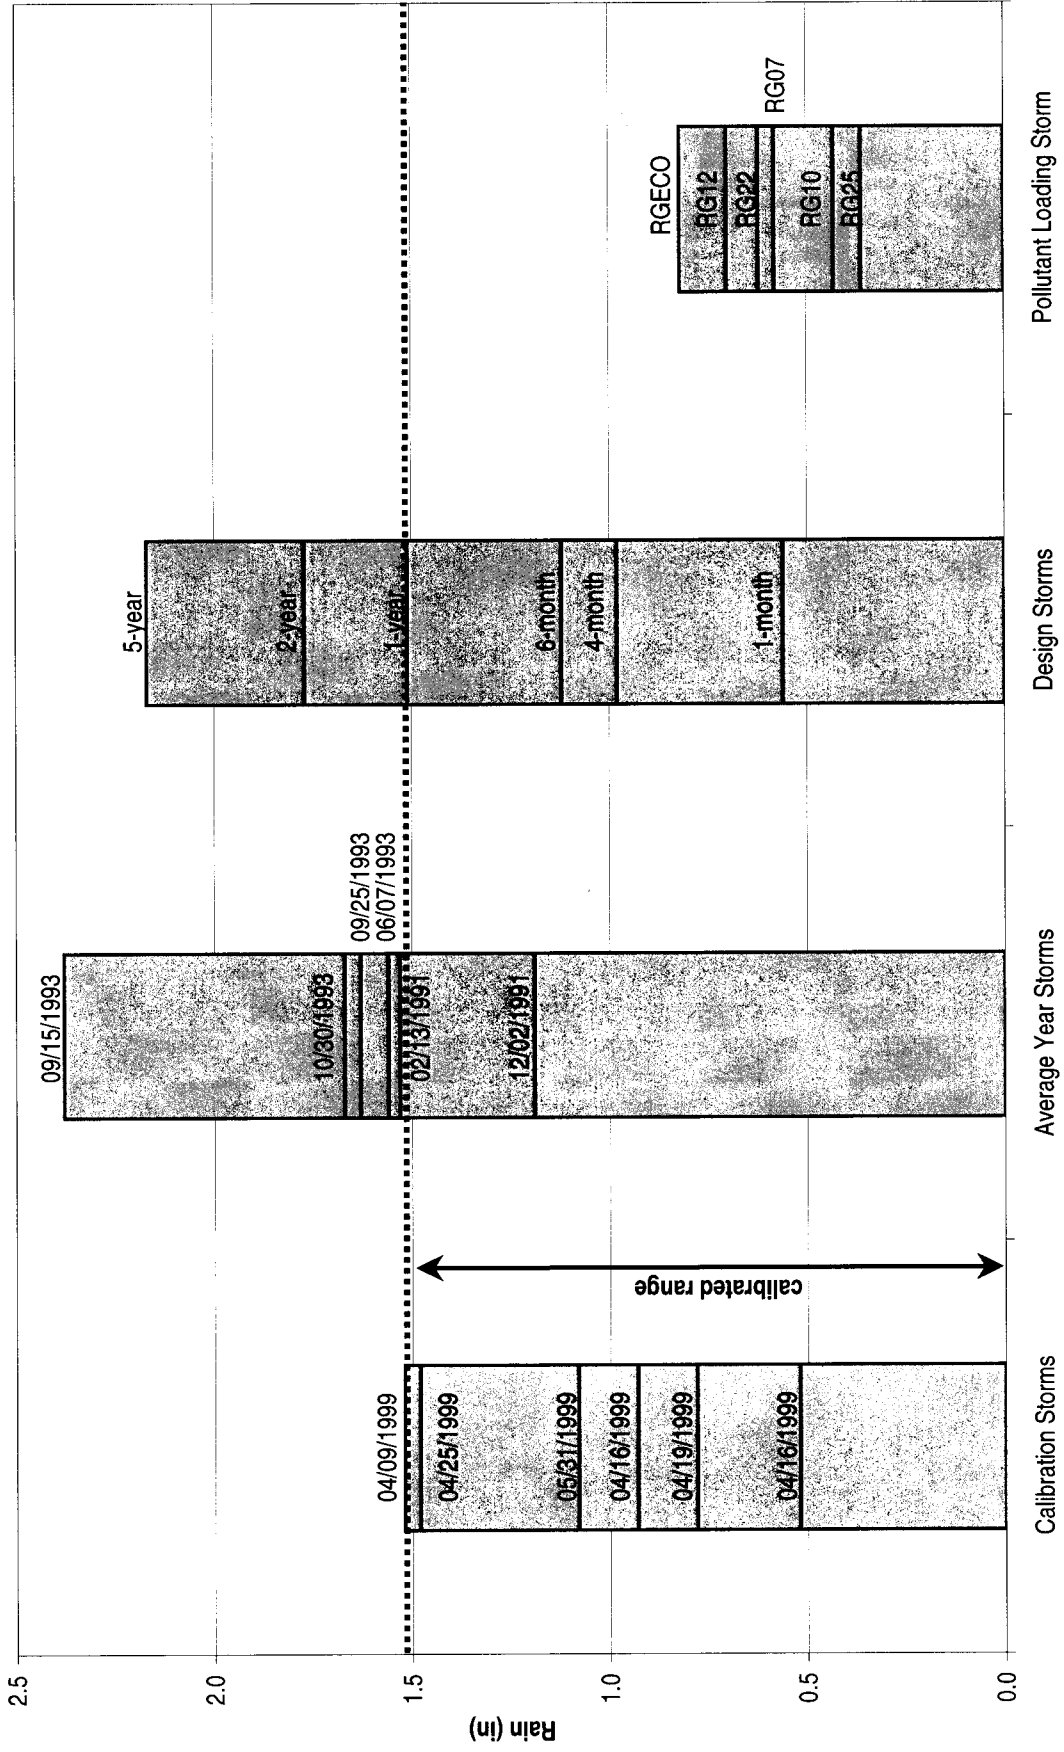 Rain (in)
2.5
2.0
1.5
1.0
0.5
0.0
04/09/1999
04/25/1999
05/31/1999
04/16/1999
04/19/1999
04/16/1999
Calibration Storms
calibrated range
09/15/1993
10/30/1993
09/25/1993
06/07/1993
02/13/1991
12/02/1991
Average Year Storms
5-year
2-year
1-year
6-month
4-month
1-month
Design Storms
RGECO
RG12
RG22
RG07
RG10
RG25
Pollutant Loading Storm